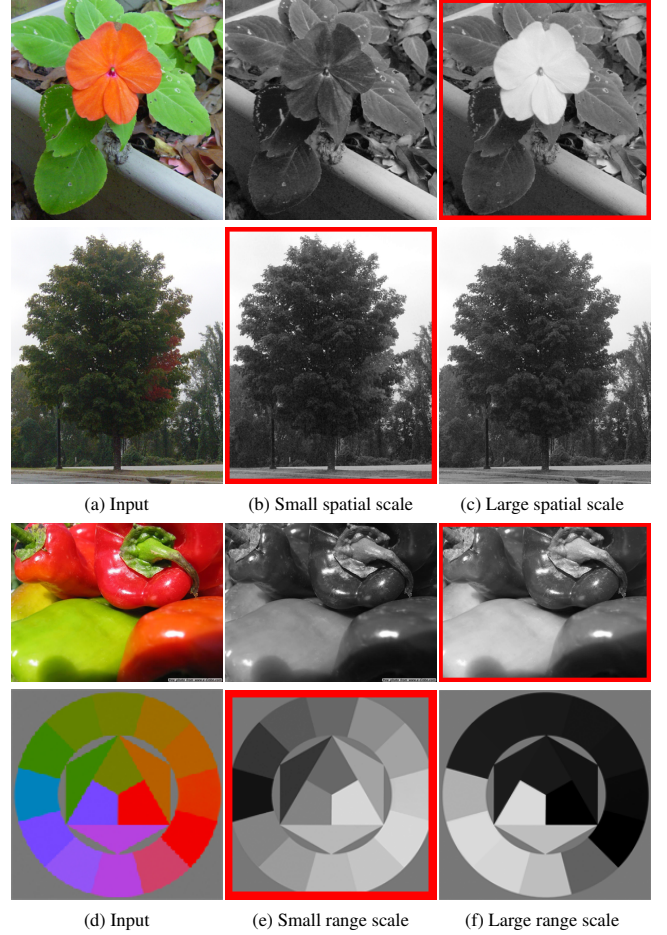 (a) Input
(b) Small spatial scale
(c) Large spatial scale
(d) Input
(e) Small range scale
(f) Large range scale